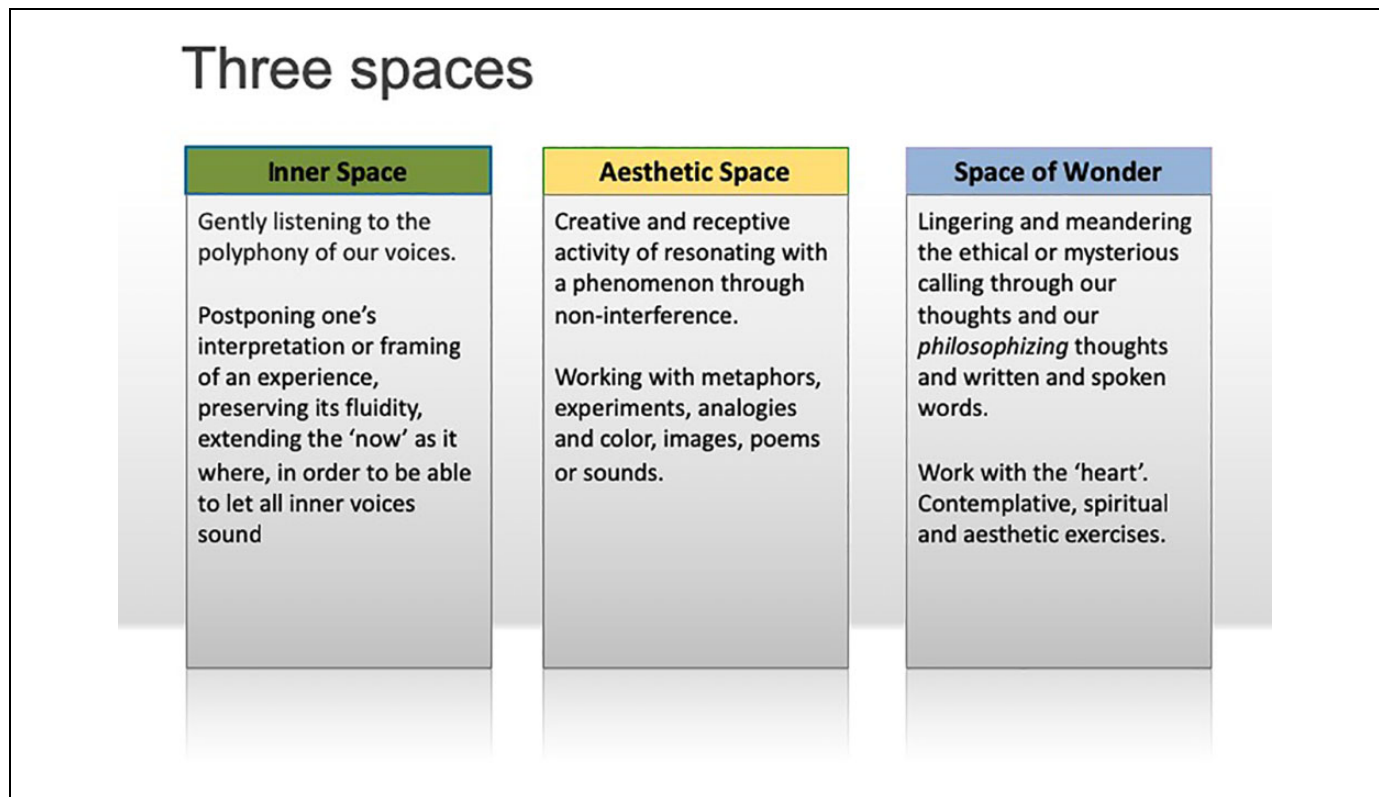 Three spaces
Inner Space
Gently listening to the
polyphony of our voices.
Postponing one’s
interpretation or framing
of an experience,
preserving its fluidity,
extending the ‘now’ as it
where, in order to be able
to let all inner voices
sound
Aesthetic Space
Creative and receptive
activity of resonating with
a phenomenon through
non-interference.
Working with metaphors,
experiments, analogies
and color, images, poems
or sounds.
Space of Wonder
Lingering and meandering
the ethical or mysterious
calling through our
thoughts and our
philosophizing thoughts
and written and spoken
words.
Work with the ‘heart’.
Contemplative, spiritual
and aesthetic exercises.